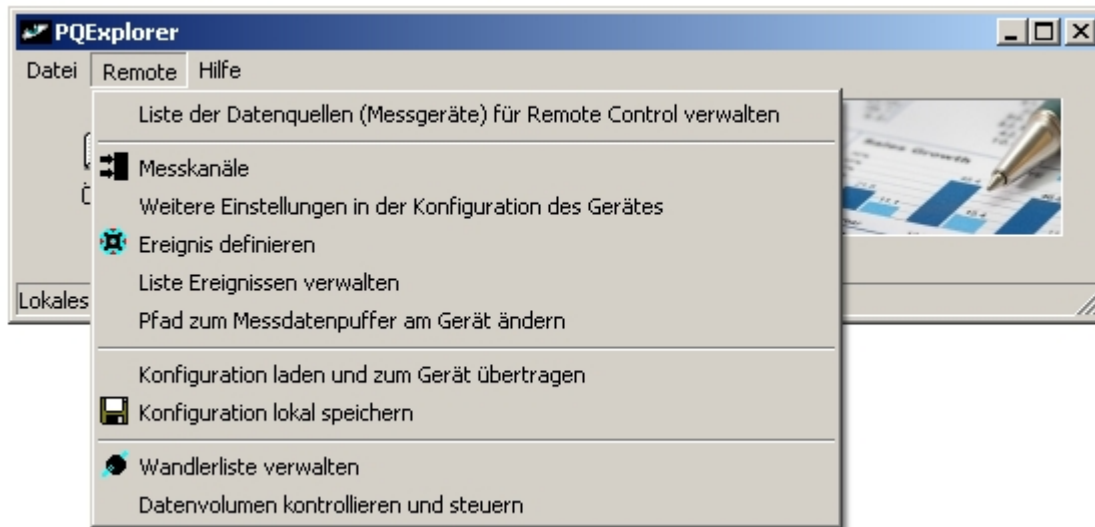 PQExplorer
Datei Remote Hilfe
Liste der Datenquellen (Messgeräte) für Remote Control verwalten
Messkanäle
Weitere Einstellungen in der Konfiguration des Gerätes
Ereignis definieren
Liste Ereignissen verwalten
Pfad zum Messdatenpuffer am Gerät ändern
Konfiguration laden und zum Gerät übertragen
Konfiguration lokal speichern
Wandlerliste verwalten
Datenvolumen kontrollieren und steuern
Lokales
Sales Growth